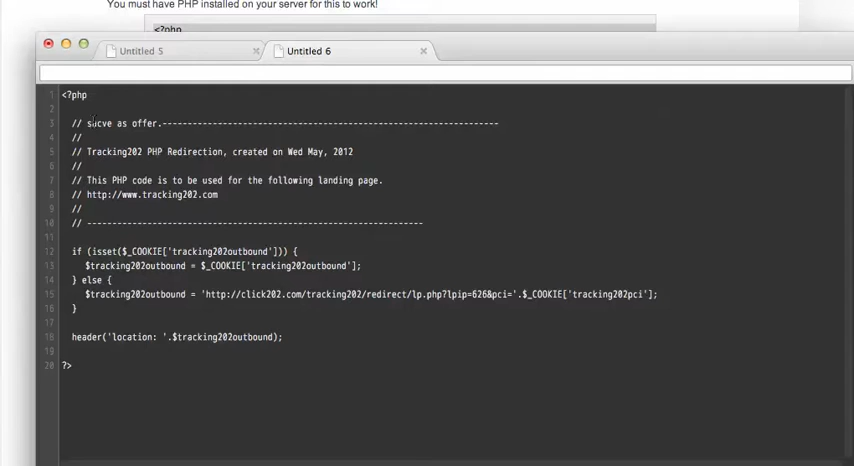 You must have PHP installed on your server for this to work!
<?php
Untitled 5
Untitled 6
1 <?php
2
3 // sacve as offer.-------------------------------------------------------------------
4 //
5 // Tracking202 PHP Redirection, created on Wed May, 2012
6 //
7 // This PHP code is to be used for the following landing page.
8 // http://www.tracking202.com
9 //
10 // -------------------------------------------------------------------
11
12 if (isset($_COOKIE['tracking202outbound'])) {
13 $tracking202outbound = $_COOKIE['tracking202outbound'];
14 } else {
15 $tracking202outbound = 'http://click202.com/tracking202/redirect/lp.php?lpip=626&pci='.$_COOKIE['tracking202pci'];
16 }
17
18 header('location: '.$tracking202outbound);
19
20 ?>